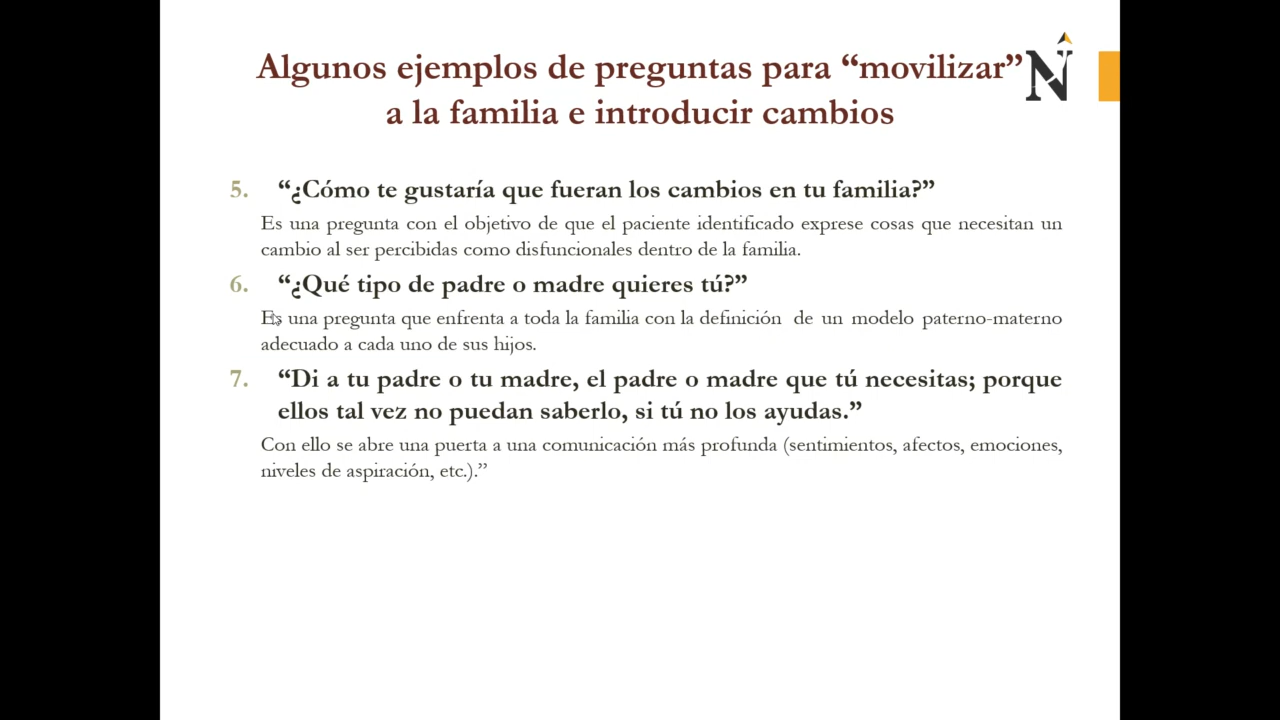 Algunos ejemplos de preguntas para “movilizar”
a la familia e introducir cambios
N
5. “¿Cómo te gustaría que fueran los cambios en tu familia?”
Es una pregunta con el objetivo de que el paciente identificado exprese cosas que necesitan un
cambio al ser percibidas como disfuncionales dentro de la familia.
6. “¿Qué tipo de padre o madre quieres tú?”
Es una pregunta que enfrenta a toda la familia con la definición de un modelo paterno-materno
adecuado a cada uno de sus hijos.
7. “Di a tu padre o tu madre, el padre o madre que tú necesitas; porque
ellos tal vez no puedan saberlo, si tú no los ayudas.”
Con ello se abre una puerta a una comunicación más profunda (sentimientos, afectos, emociones,
niveles de aspiración, etc.).”